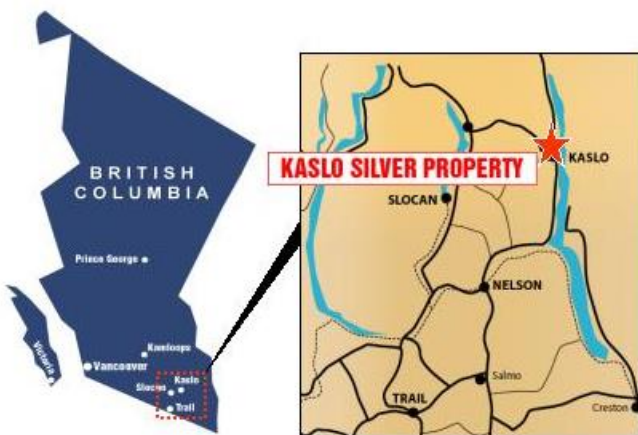 BRITISH
COLUMBIA
Prince George
Kamloops
Victoria
Vancouver
Kaslo
Slocan
Trail
KASLO SILVER PROPERTY
KASLO
SLOCAN
NELSON
Salmo
TRAIL
Creston